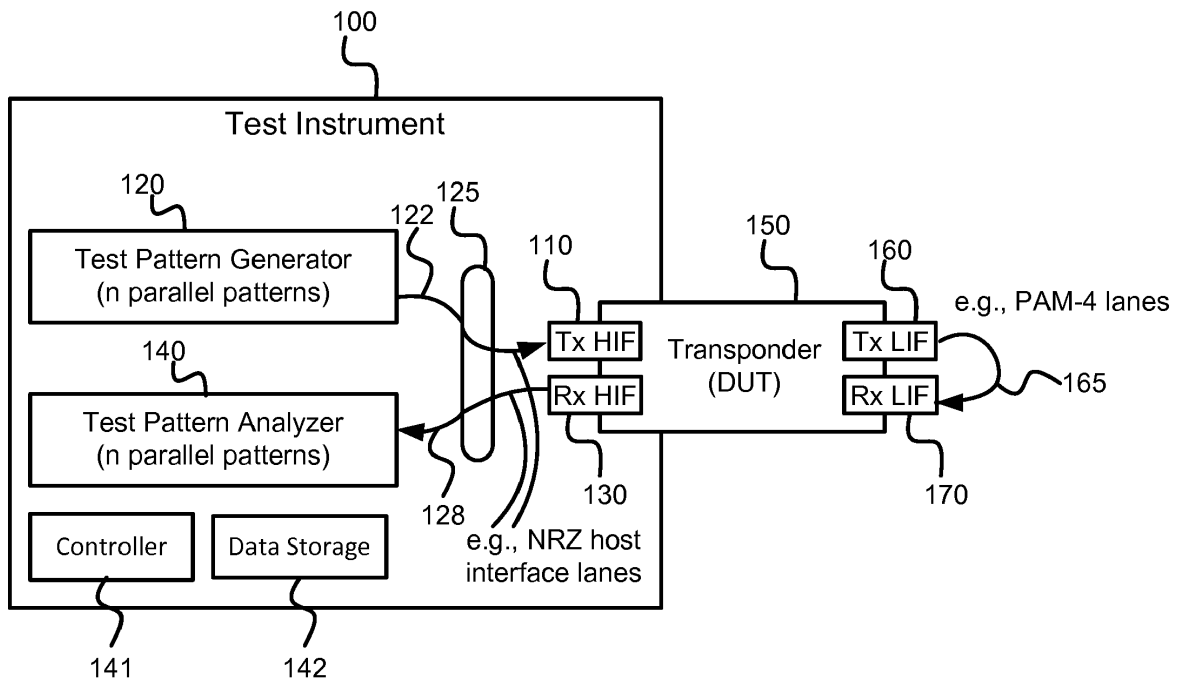 100
Test Instrument
120
122
125
110
150
160
e.g., PAM-4 lanes
Test Pattern Generator
(n parallel patterns)
Tx HIF
Transponder
(DUT)
Tx LIF
140
Rx HIF
Rx LIF
165
Test Pattern Analyzer
(n parallel patterns)
128
130
170
e.g., NRZ host
interface lanes
Controller
Data Storage
141
142